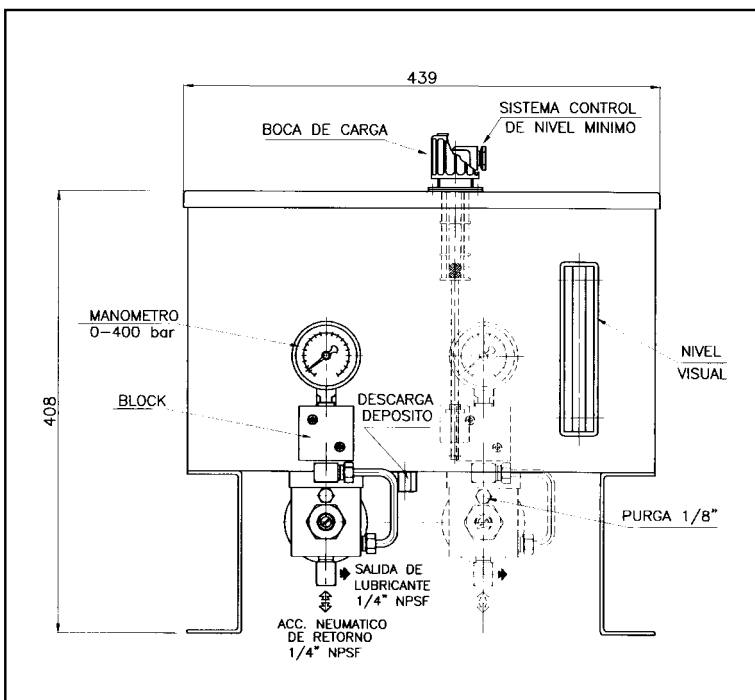 439
SISTEMA CONTROL
DE NIVEL MINIMO
BOCA DE CARGA
MANOMETRO
0-400 bar
NIVEL
VISUAL
BLOCK
DESCARGA
DEPOSITO
408
PURGA 1/8"
SALIDA DE
LUBRICANTE
1/4" NPSF
ACC. NEUMATICO
DE RETORNO
1/4" NPSF